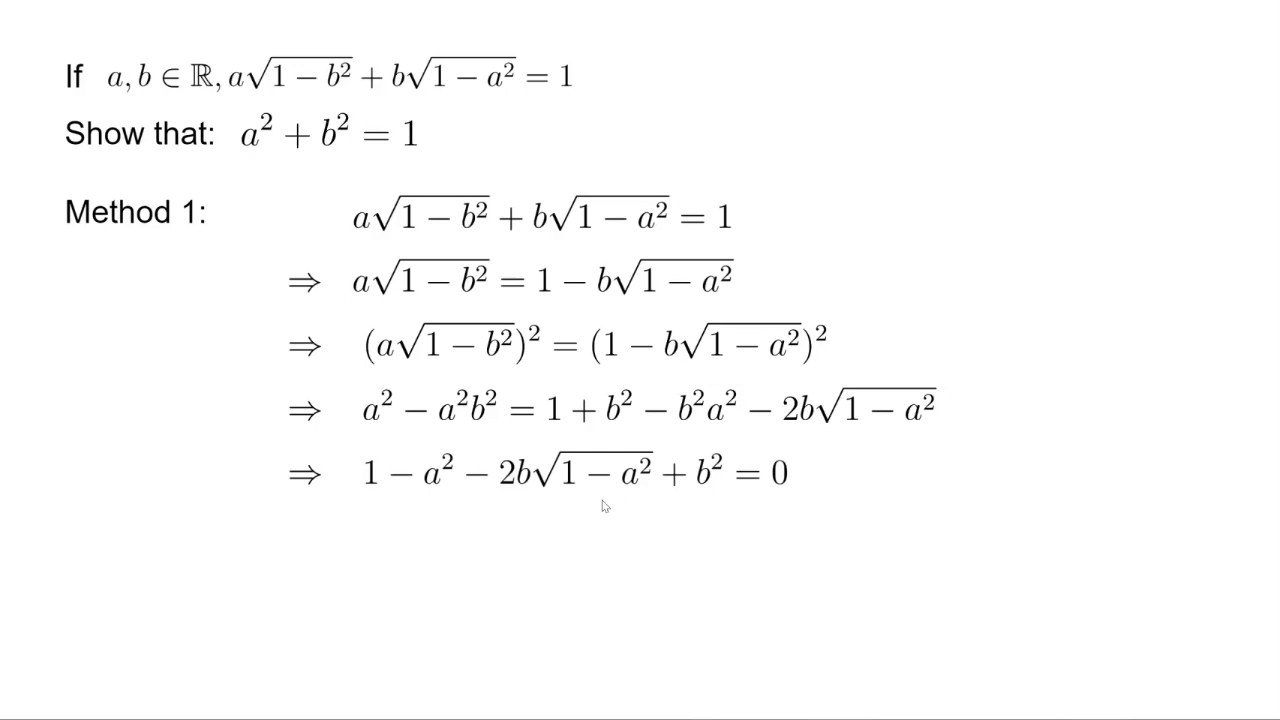 If a, b ∈ ℝ, a√(1 − b²) + b√(1 − a²) = 1
Show that: a² + b² = 1
Method 1: a√(1 − b²) + b√(1 − a²) = 1
⇒ a√(1 − b²) = 1 − b√(1 − a²)
⇒ (a√(1 − b²))² = (1 − b√(1 − a²))²
⇒ a² − a²b² = 1 + b² − b²a² − 2b√(1 − a²)
⇒ 1 − a² − 2b√(1 − a²) + b² = 0